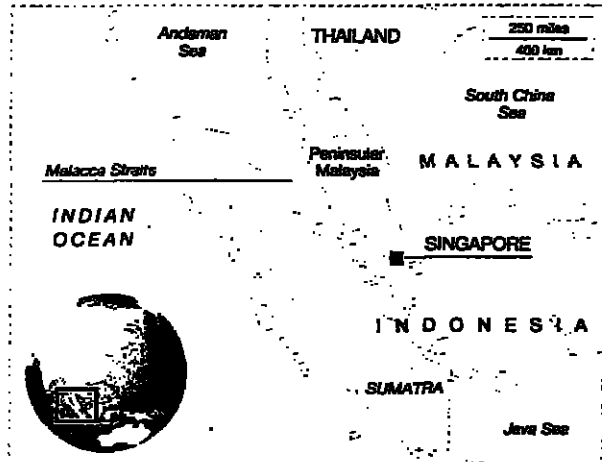 Andaman
Sea
THAILAND
250 miles
400 km
South China
Sea
Peninsular
Malaysia
MALAYSIA
Malacca Straits
INDIAN
OCEAN
SINGAPORE
INDONESIA
SUMATRA
Java Sea